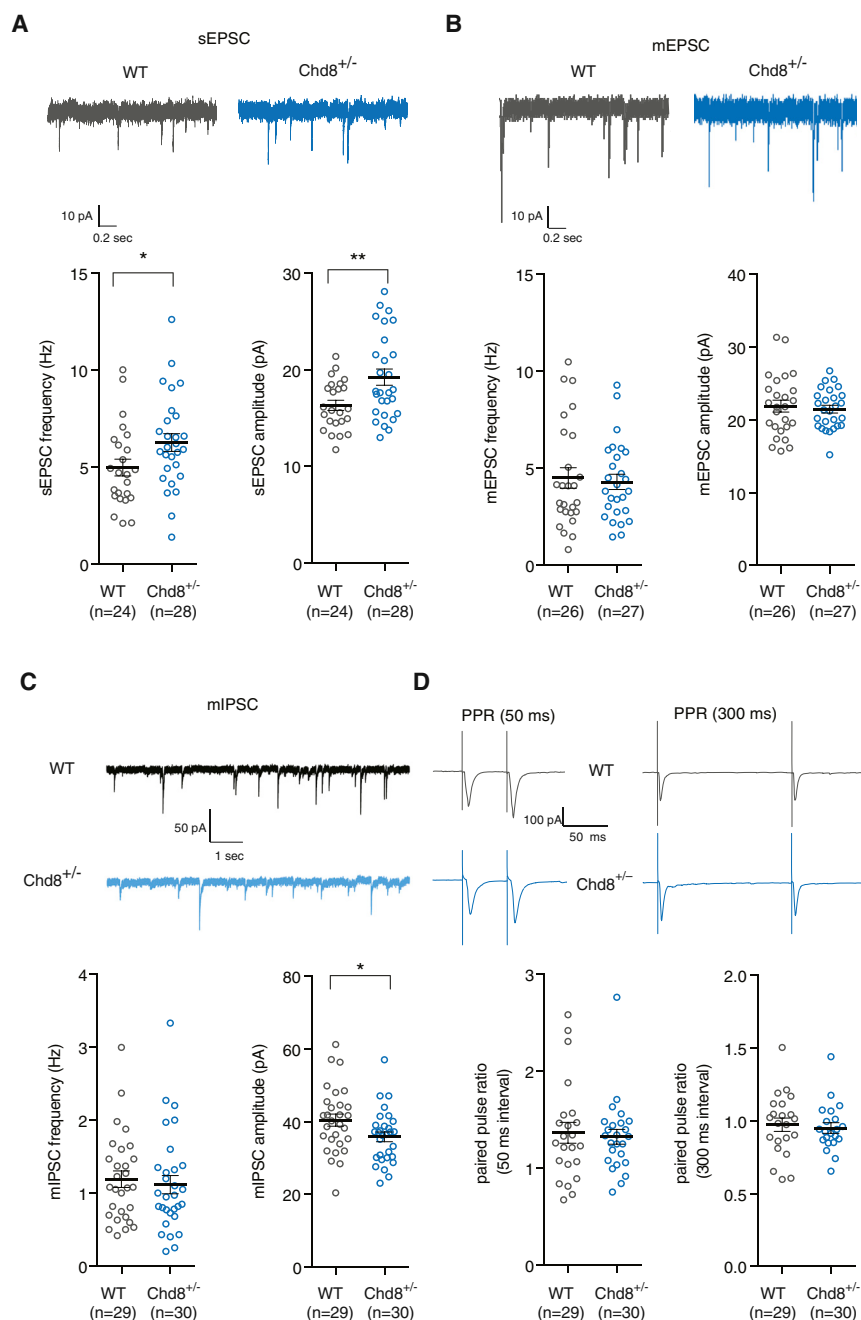 A
sEPSC
WT
Chd8+/-
10 pA
0.2 sec
*
15
10
5
0
sEPSC frequency (Hz)
WT
(n=24)
Chd8+/-
(n=28)
**
30
20
10
0
sEPSC amplitude (pA)
WT
(n=24)
Chd8+/-
(n=28)
B
mEPSC
WT
Chd8+/-
10 pA
0.2 sec
15
10
5
0
mEPSC frequency (Hz)
WT
(n=26)
Chd8+/-
(n=27)
40
30
20
10
0
mEPSC amplitude (pA)
WT
(n=26)
Chd8+/-
(n=27)
C
mIPSC
WT
50 pA
1 sec
Chd8+/-
4
3
2
1
0
mIPSC frequency (Hz)
WT
(n=29)
Chd8+/-
(n=30)
*
80
60
40
20
0
mIPSC amplitude (pA)
WT
(n=29)
Chd8+/-
(n=30)
D
PPR (50 ms)
PPR (300 ms)
WT
100 pA
50 ms
Chd8+/–
3
2
1
0
paired pulse ratio
(50 ms interval)
WT
(n=29)
Chd8+/-
(n=30)
2.0
1.5
1.0
0.5
0.0
paired pulse ratio
(300 ms interval)
WT
(n=29)
Chd8+/-
(n=30)